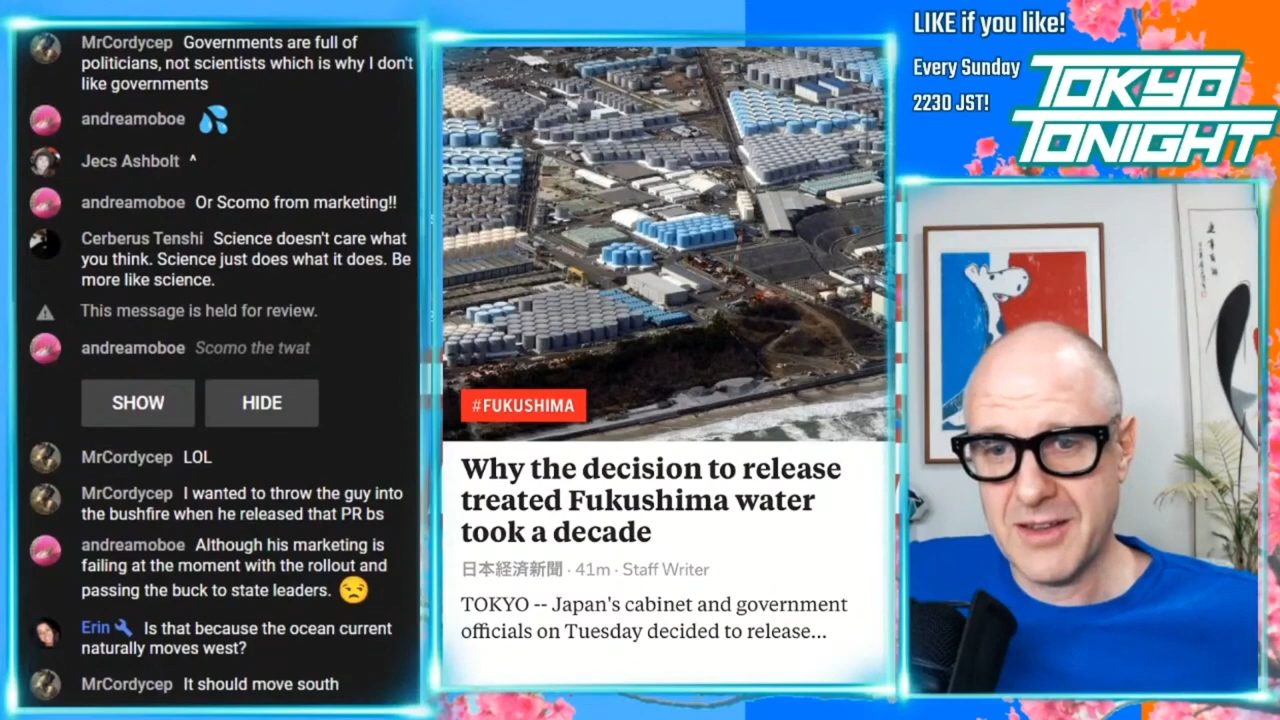 MrCordycep Governments are full of
politicians, not scientists which is why I don't
like governments
andreamoboe 💦
Jecs Ashbolt ^
andreamoboe Or Scomo from marketing!!
Cerberus Tenshi Science doesn't care what
you think. Science just does what it does. Be
more like science.
This message is held for review.
andreamoboe Scomo the twat
SHOW HIDE
MrCordycep LOL
MrCordycep I wanted to throw the guy into
the bushfire when he released that PR bs
andreamoboe Although his marketing is
failing at the moment with the rollout and
passing the buck to state leaders. 😒
Erin 🔧 Is that because the ocean current
naturally moves west?
MrCordycep It should move south
#FUKUSHIMA
Why the decision to release
treated Fukushima water
took a decade
日本経済新聞 · 41m · Staff Writer
TOKYO -- Japan's cabinet and government
officials on Tuesday decided to release...
LIKE if you like!
Every Sunday
2230 JST!
TOKYO
TONIGHT